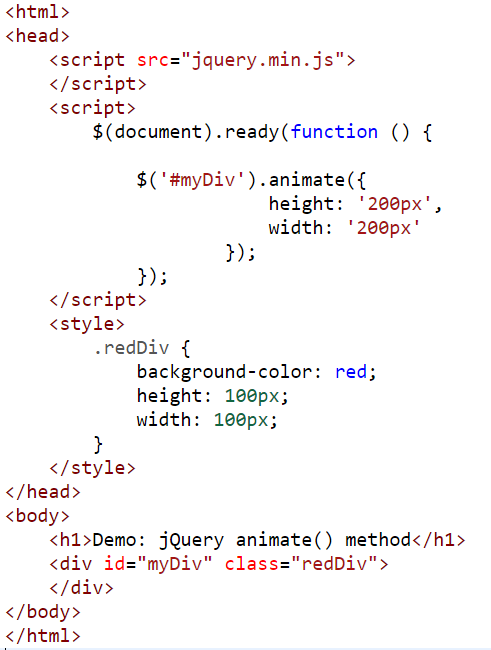 <html>
<head>
    <script src="jquery.min.js">
    </script>
    <script>
        $(document).ready(function () {

            $('#myDiv').animate({
                        height: '200px',
                        width: '200px'
                    });
            });
    </script>
    <style>
        .redDiv {
            background-color: red;
            height: 100px;
            width: 100px;
        }
    </style>
</head>
<body>
    <h1>Demo: jQuery animate() method</h1>
    <div id="myDiv" class="redDiv">
    </div>
</body>
</html>